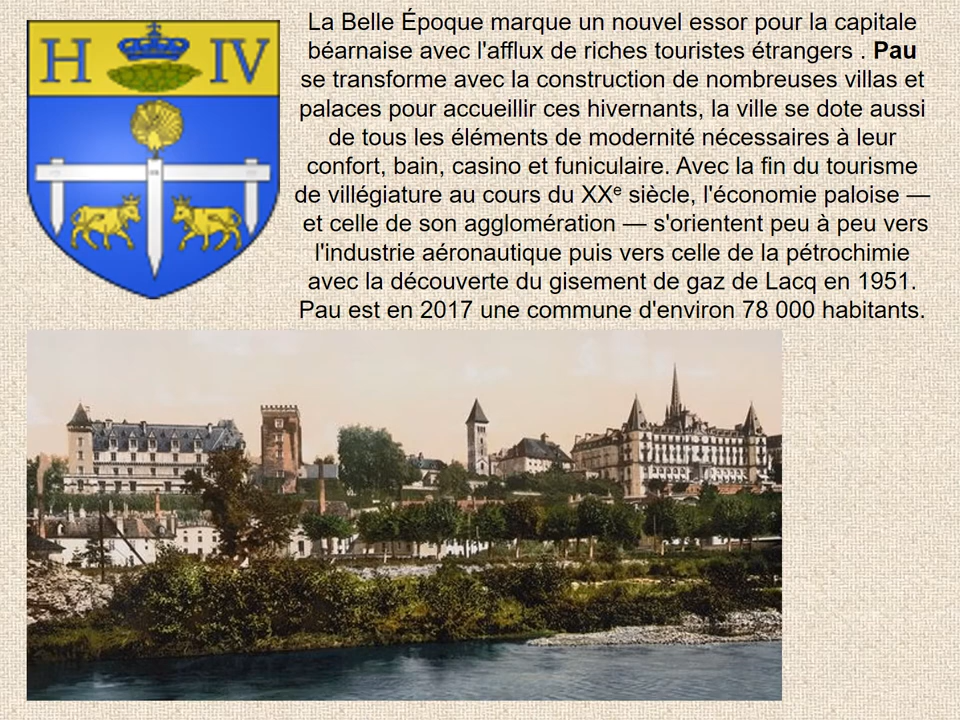 H IV
La Belle Époque marque un nouvel essor pour la capitale
béarnaise avec l'afflux de riches touristes étrangers . Pau
se transforme avec la construction de nombreuses villas et
palaces pour accueillir ces hivernants, la ville se dote aussi
de tous les éléments de modernité nécessaires à leur
confort, bain, casino et funiculaire. Avec la fin du tourisme
de villégiature au cours du XXᵉ siècle, l'économie paloise —
et celle de son agglomération — s'orientent peu à peu vers
l'industrie aéronautique puis vers celle de la pétrochimie
avec la découverte du gisement de gaz de Lacq en 1951.
Pau est en 2017 une commune d'environ 78 000 habitants.